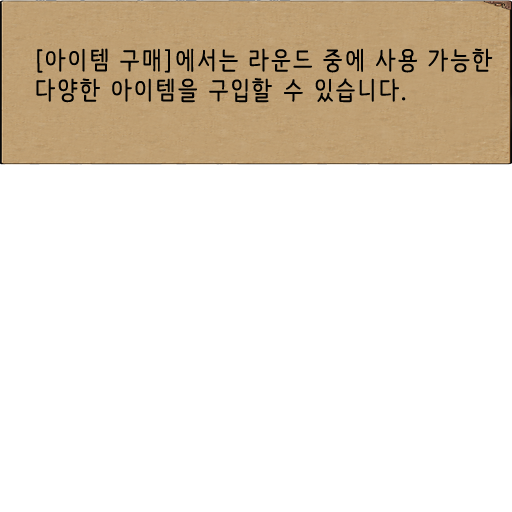 [아이템 구매]에서는 라운드 중에 사용 가능한
다양한 아이템을 구입할 수 있습니다.